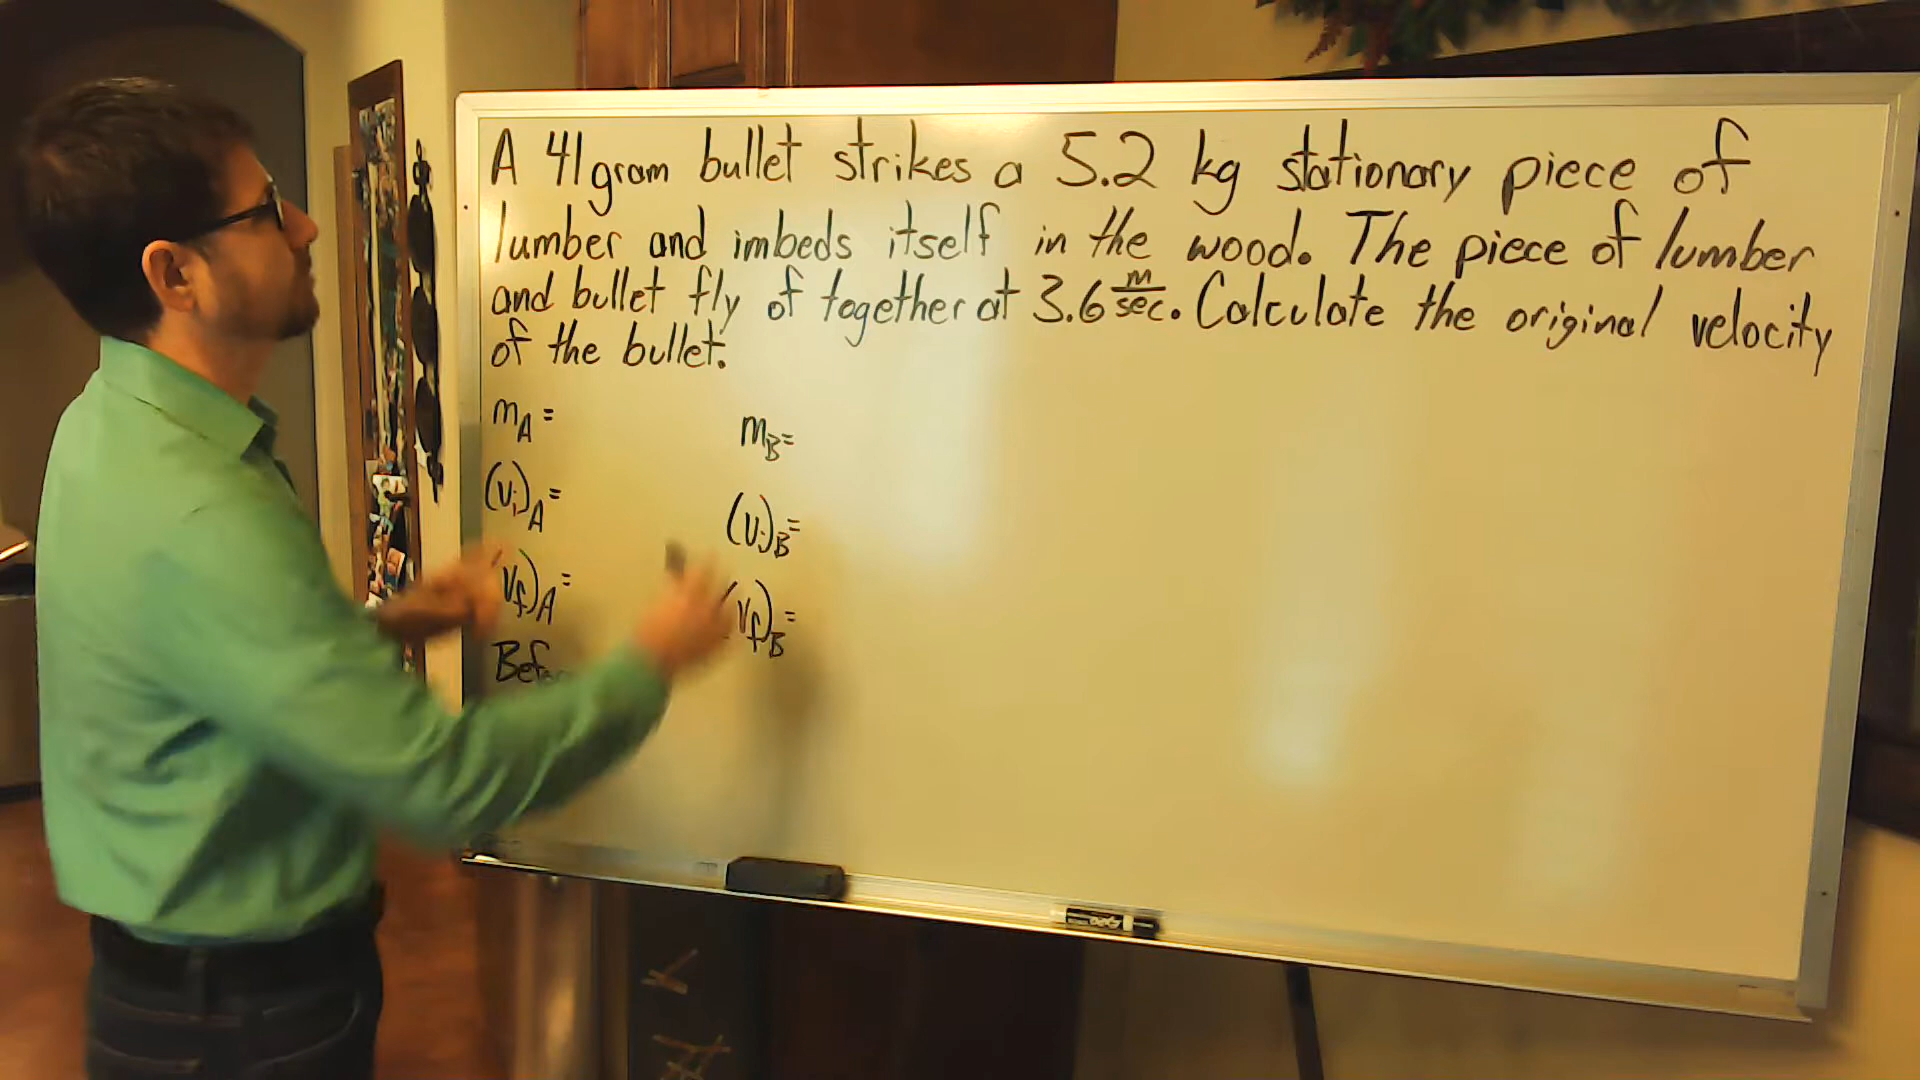 A 41 gram bullet strikes a 5.2 kg stationary piece of
lumber and imbeds itself in the wood. The piece of lumber
and bullet fly of together at 3.6 m/sec. Calculate the original velocity
of the bullet.
mA = mB=
(vi)A = (vi)B=
(vf)A = (vf)B=